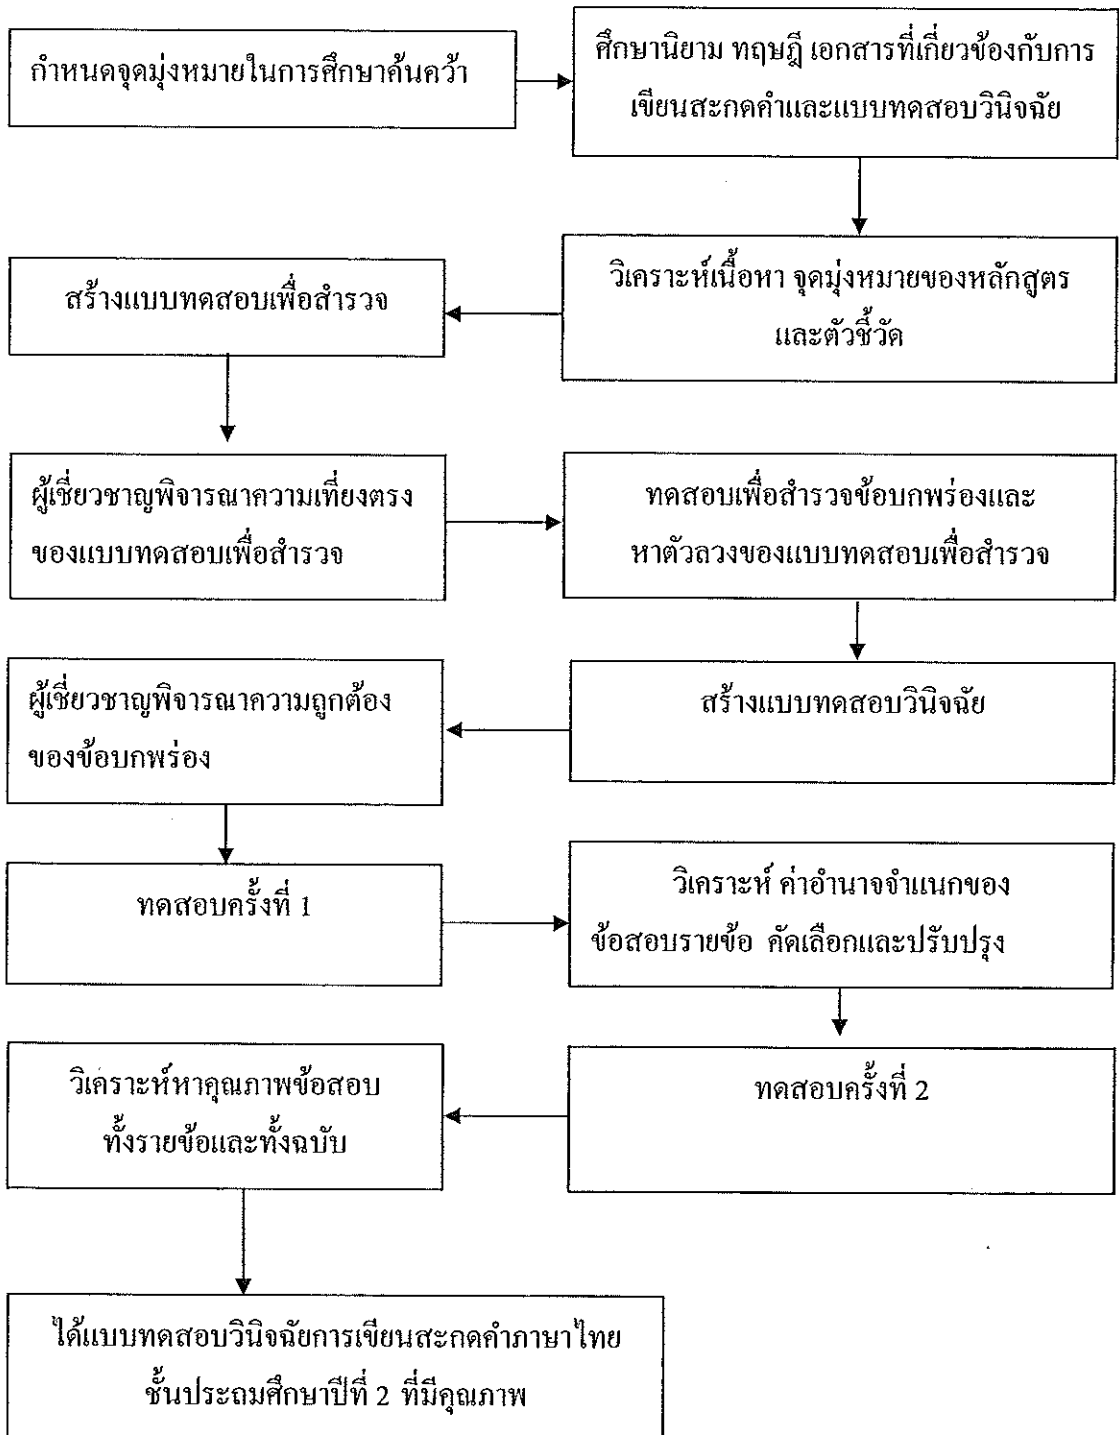 กำหนดจุดมุ่งหมายในการศึกษาค้นคว้า
ศึกษานิยาม ทฤษฎี เอกสารที่เกี่ยวข้องกับการ
เขียนสะกดคำและแบบทดสอบวินิจฉัย
วิเคราะห์เนื้อหา จุดมุ่งหมายของหลักสูตร
และตัวชี้วัด
สร้างแบบทดสอบเพื่อสำรวจ
ผู้เชี่ยวชาญพิจารณาความเที่ยงตรง
ของแบบทดสอบเพื่อสำรวจ
ทดสอบเพื่อสำรวจข้อบกพร่องและ
หาตัวลวงของแบบทดสอบเพื่อสำรวจ
สร้างแบบทดสอบวินิจฉัย
ผู้เชี่ยวชาญพิจารณาความถูกต้อง
ของข้อบกพร่อง
ทดสอบครั้งที่ 1
วิเคราะห์ ค่าอำนาจจำแนกของ
ข้อสอบรายข้อ คัดเลือกและปรับปรุง
ทดสอบครั้งที่ 2
วิเคราะห์หาคุณภาพข้อสอบ
ทั้งรายข้อและทั้งฉบับ
ได้แบบทดสอบวินิจฉัยการเขียนสะกดคำภาษาไทย
ชั้นประถมศึกษาปีที่ 2 ที่มีคุณภาพ